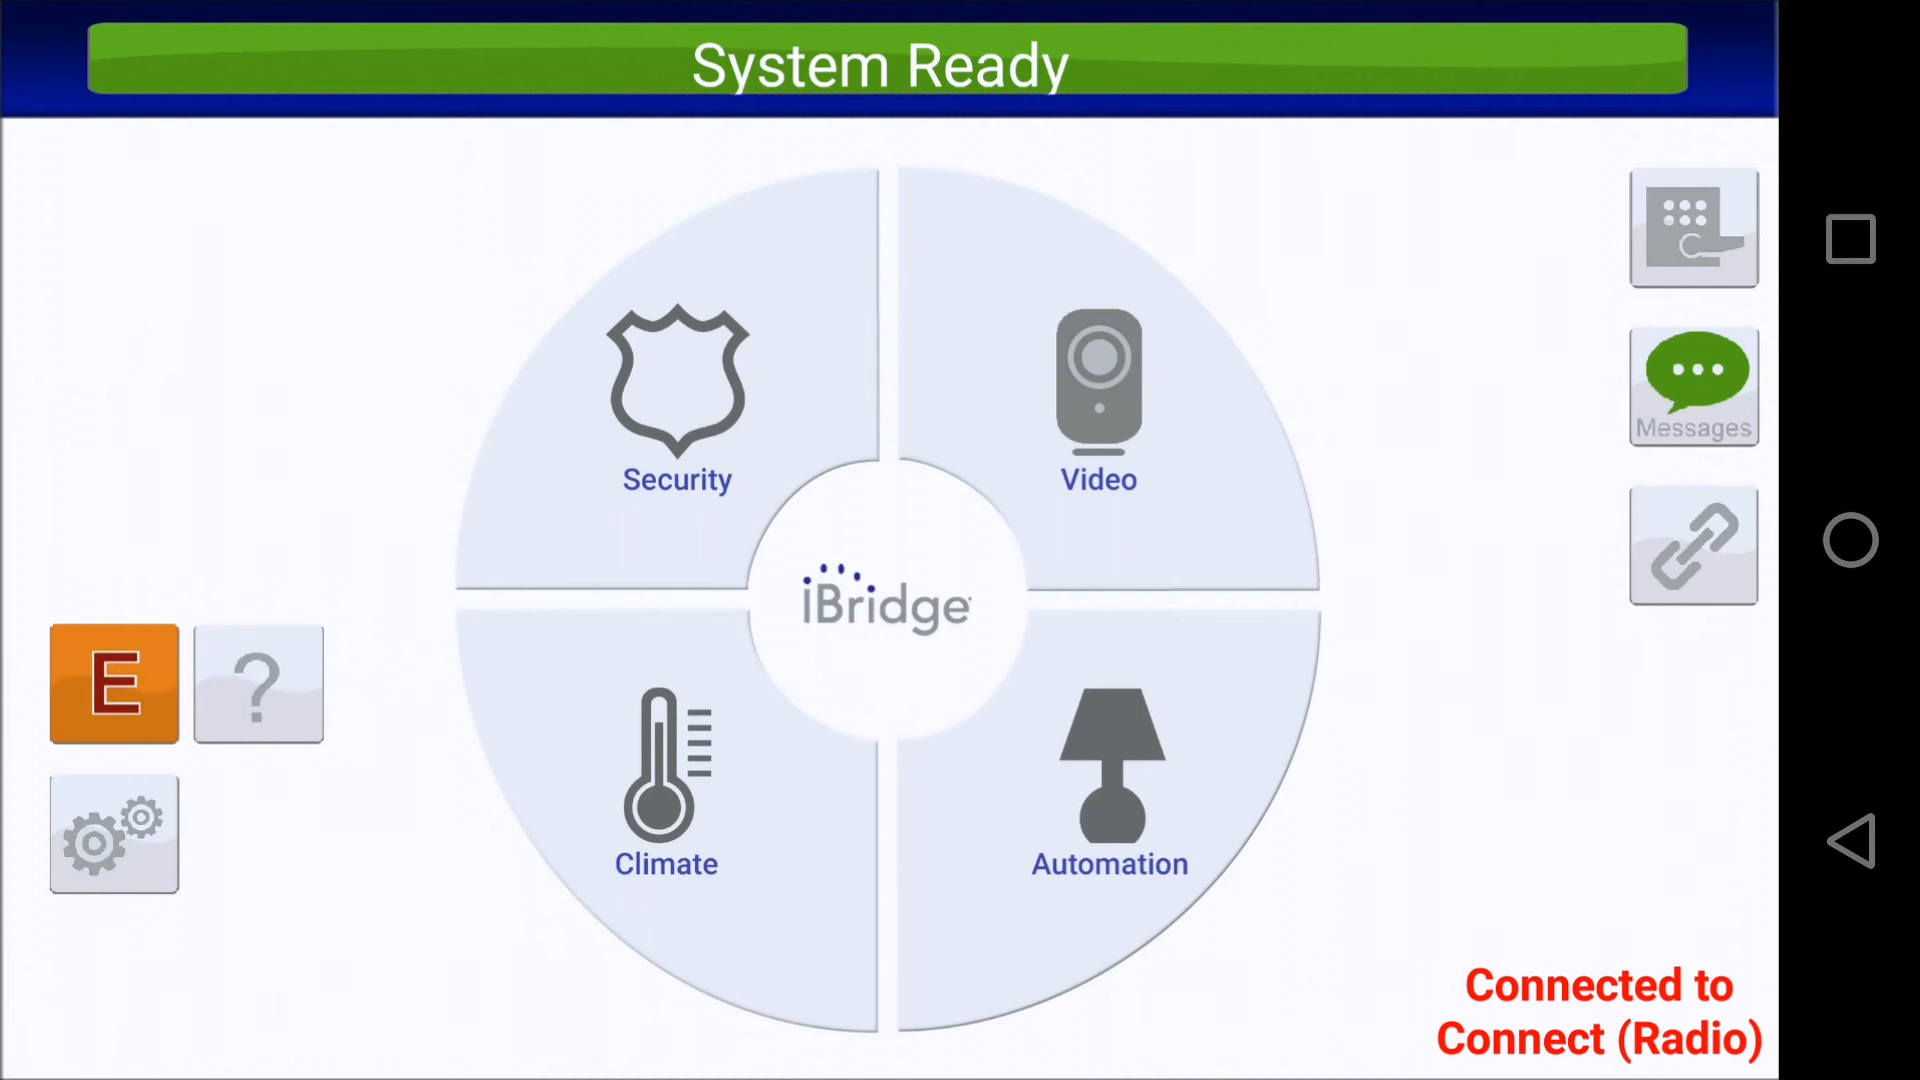 System Ready
Security
Video
Messages
iBridge
E
?
Climate
Automation
Connected to
Connect (Radio)